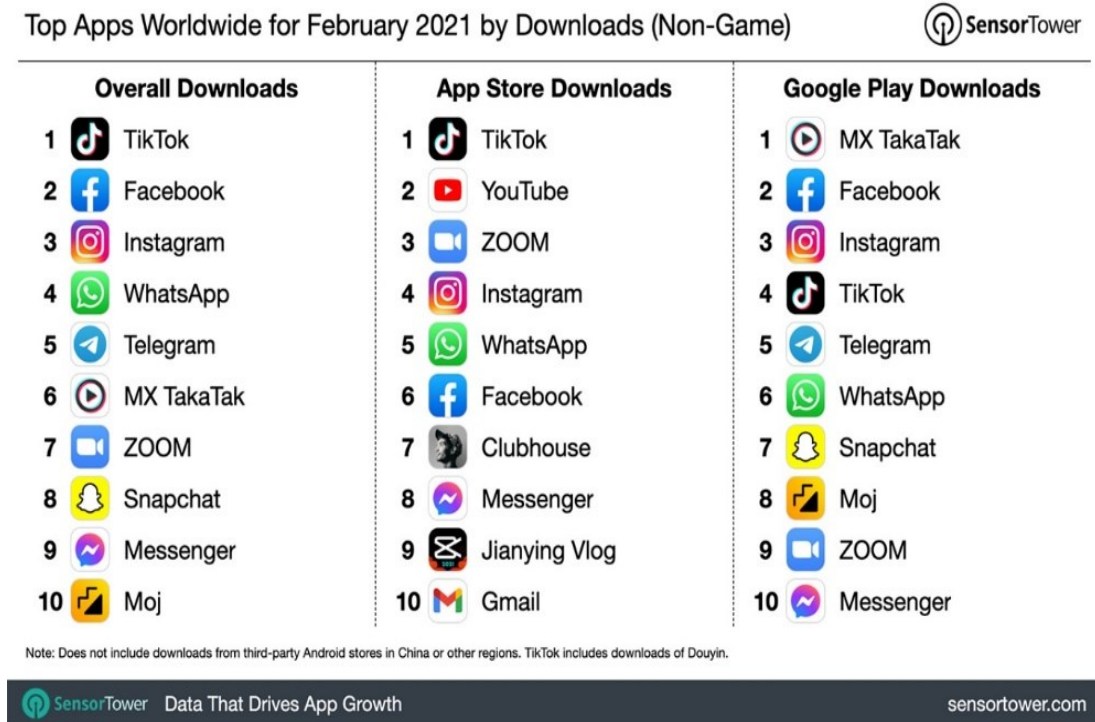 Top Apps Worldwide for February 2021 by Downloads (Non-Game)
SensorTower
Overall Downloads
1 TikTok
2 Facebook
3 Instagram
4 WhatsApp
5 Telegram
6 MX TakaTak
7 ZOOM
8 Snapchat
9 Messenger
10 Moj
App Store Downloads
1 TikTok
2 YouTube
3 ZOOM
4 Instagram
5 WhatsApp
6 Facebook
7 Clubhouse
8 Messenger
9 Jianying Vlog
10 Gmail
Google Play Downloads
1 MX TakaTak
2 Facebook
3 Instagram
4 TikTok
5 Telegram
6 WhatsApp
7 Snapchat
8 Moj
9 ZOOM
10 Messenger
Note: Does not include downloads from third-party Android stores in China or other regions. TikTok includes downloads of Douyin.
SensorTower Data That Drives App Growth
sensortower.com